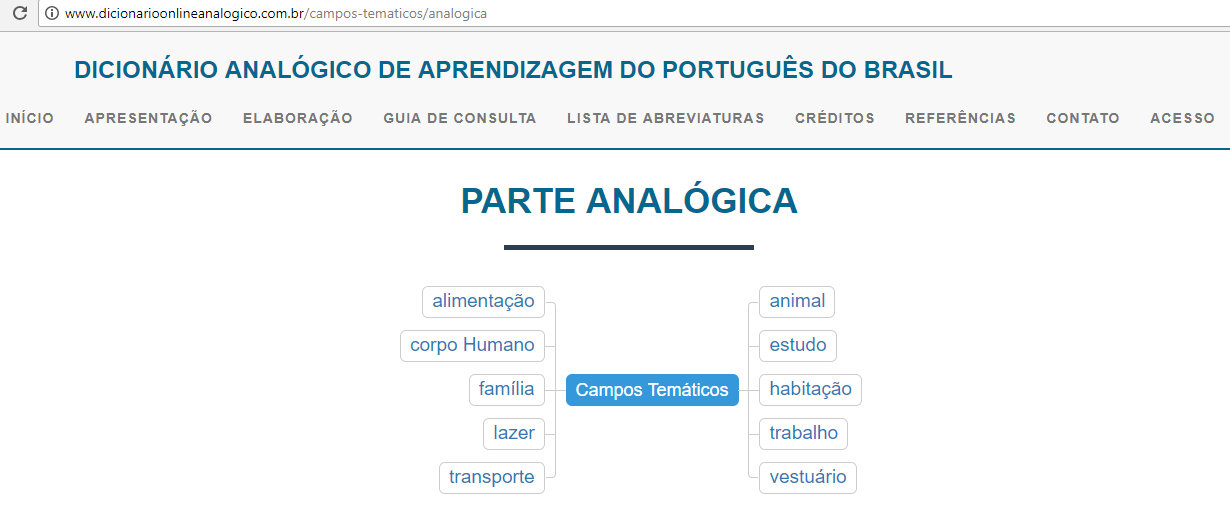 www.dicionarioonlineanalogico.com.br/campos-tematicos/analogica
DICIONÁRIO ANALÓGICO DE APRENDIZAGEM DO PORTUGUÊS DO BRASIL
INÍCIO APRESENTAÇÃO ELABORAÇÃO GUIA DE CONSULTA LISTA DE ABREVIATURAS CRÉDITOS REFERÊNCIAS CONTATO ACESSO
PARTE ANALÓGICA
alimentação animal
corpo Humano estudo
família Campos Temáticos habitação
lazer trabalho
transporte vestuário